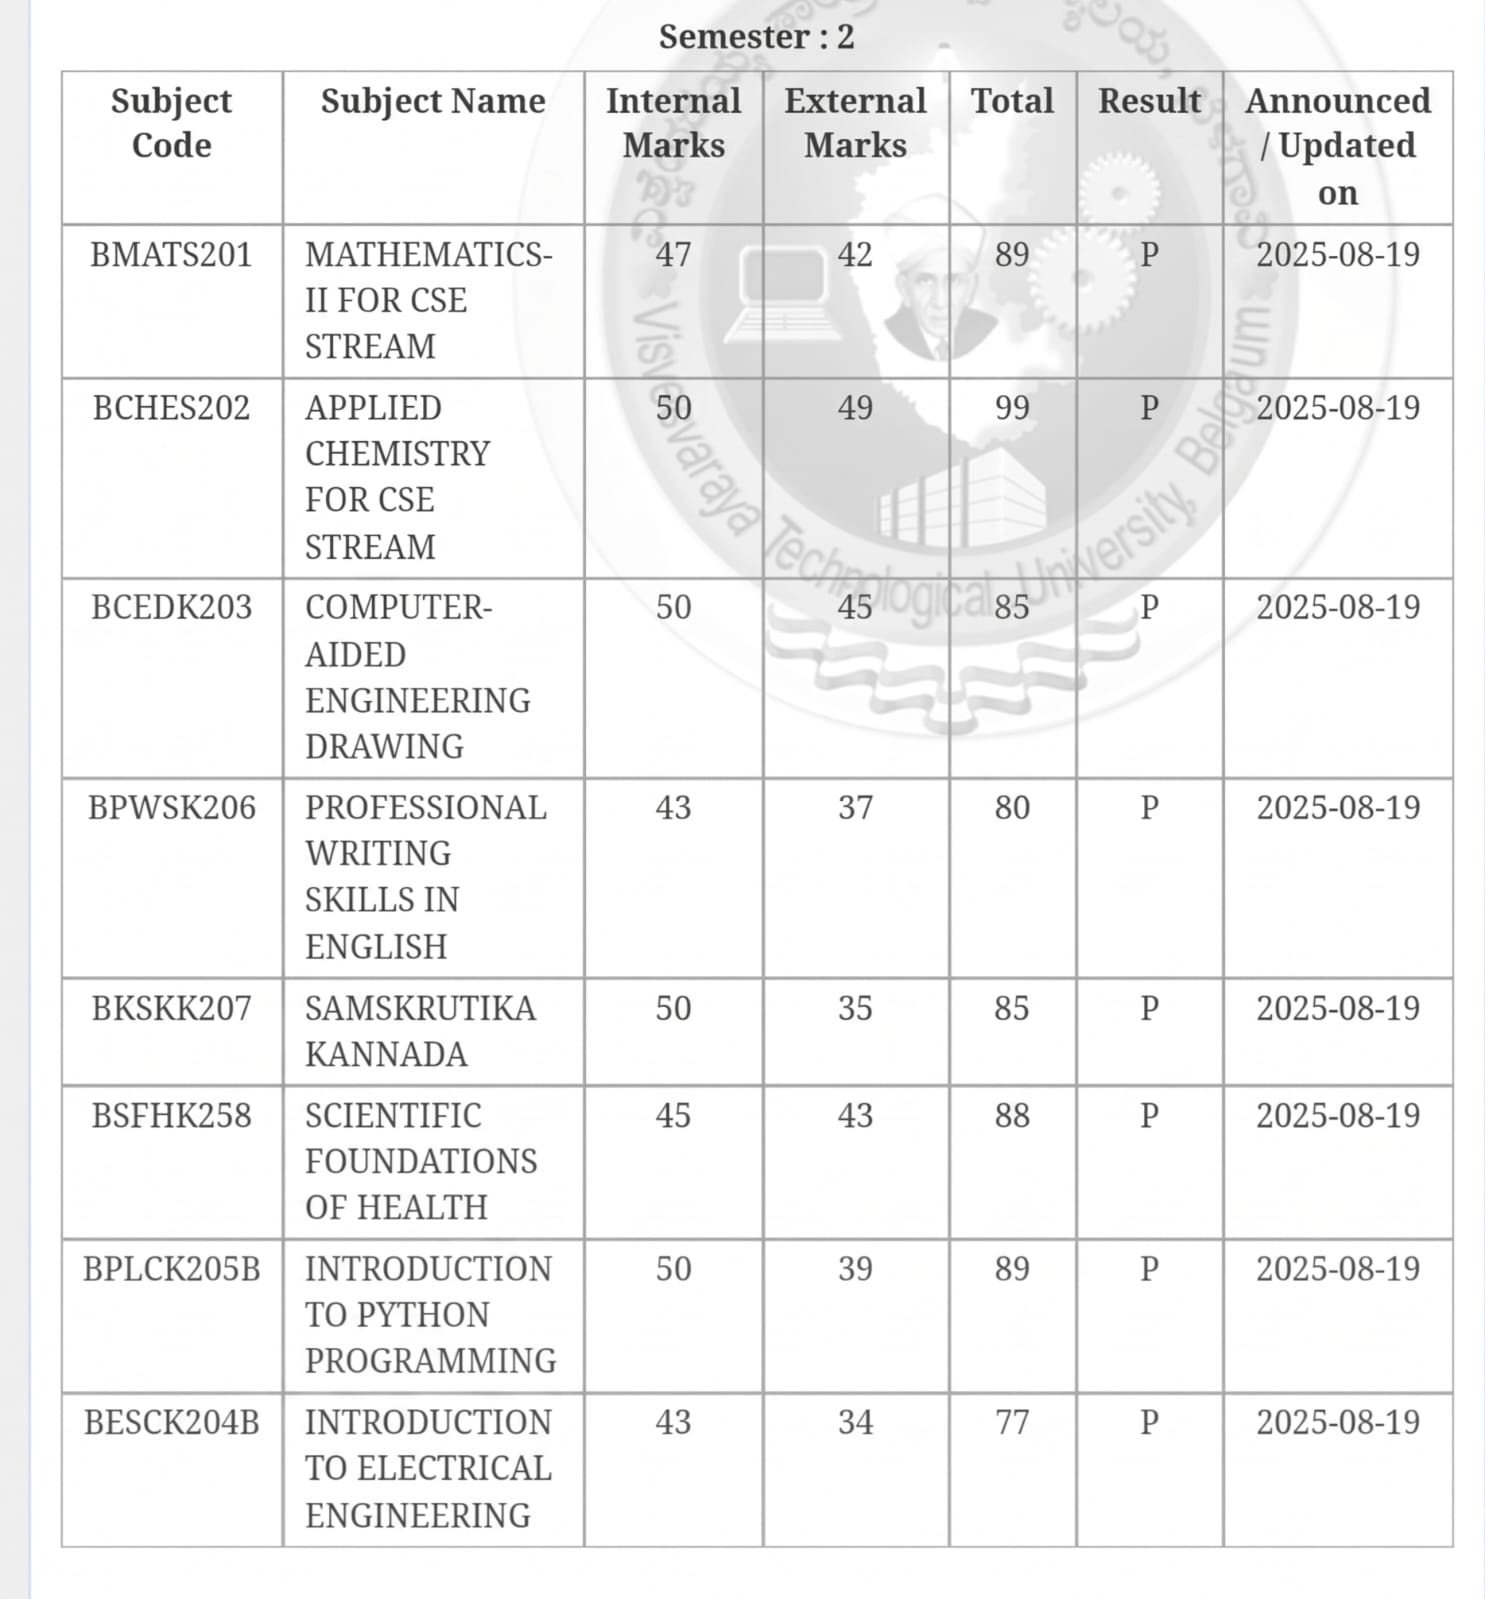 Semester : 2
Subject Code | Subject Name | Internal Marks | External Marks | Total | Result | Announced / Updated on
BMATS201 | MATHEMATICS-II FOR CSE STREAM | 47 | 42 | 89 | P | 2025-08-19
BCHES202 | APPLIED CHEMISTRY FOR CSE STREAM | 50 | 49 | 99 | P | 2025-08-19
BCEDK203 | COMPUTER-AIDED ENGINEERING DRAWING | 50 | 45 | 85 | P | 2025-08-19
BPWSK206 | PROFESSIONAL WRITING SKILLS IN ENGLISH | 43 | 37 | 80 | P | 2025-08-19
BKSKK207 | SAMSKRUTIKA KANNADA | 50 | 35 | 85 | P | 2025-08-19
BSFHK258 | SCIENTIFIC FOUNDATIONS OF HEALTH | 45 | 43 | 88 | P | 2025-08-19
BPLCK205B | INTRODUCTION TO PYTHON PROGRAMMING | 50 | 39 | 89 | P | 2025-08-19
BESCK204B | INTRODUCTION TO ELECTRICAL ENGINEERING | 43 | 34 | 77 | P | 2025-08-19
Visvesvaraya Technological University, Belgaum